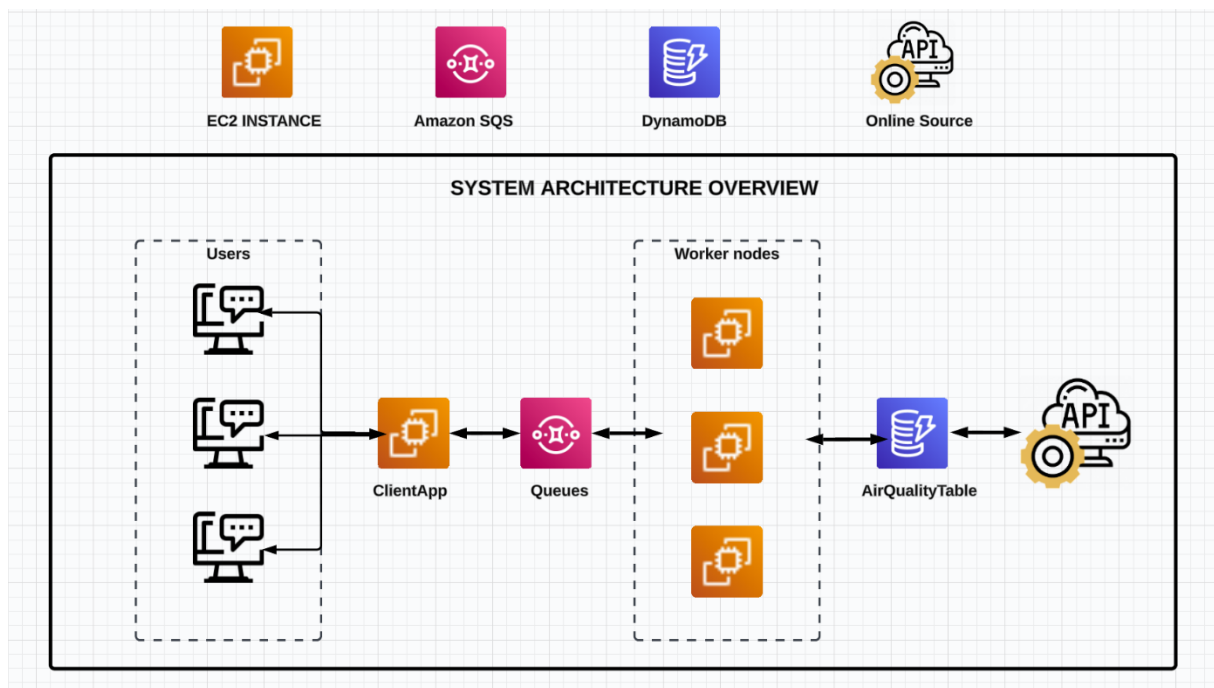 API
EC2 INSTANCE
Amazon SQS
DynamoDB
Online Source
SYSTEM ARCHITECTURE OVERVIEW
Users
Worker nodes
API
ClientApp
Queues
AirQualityTable